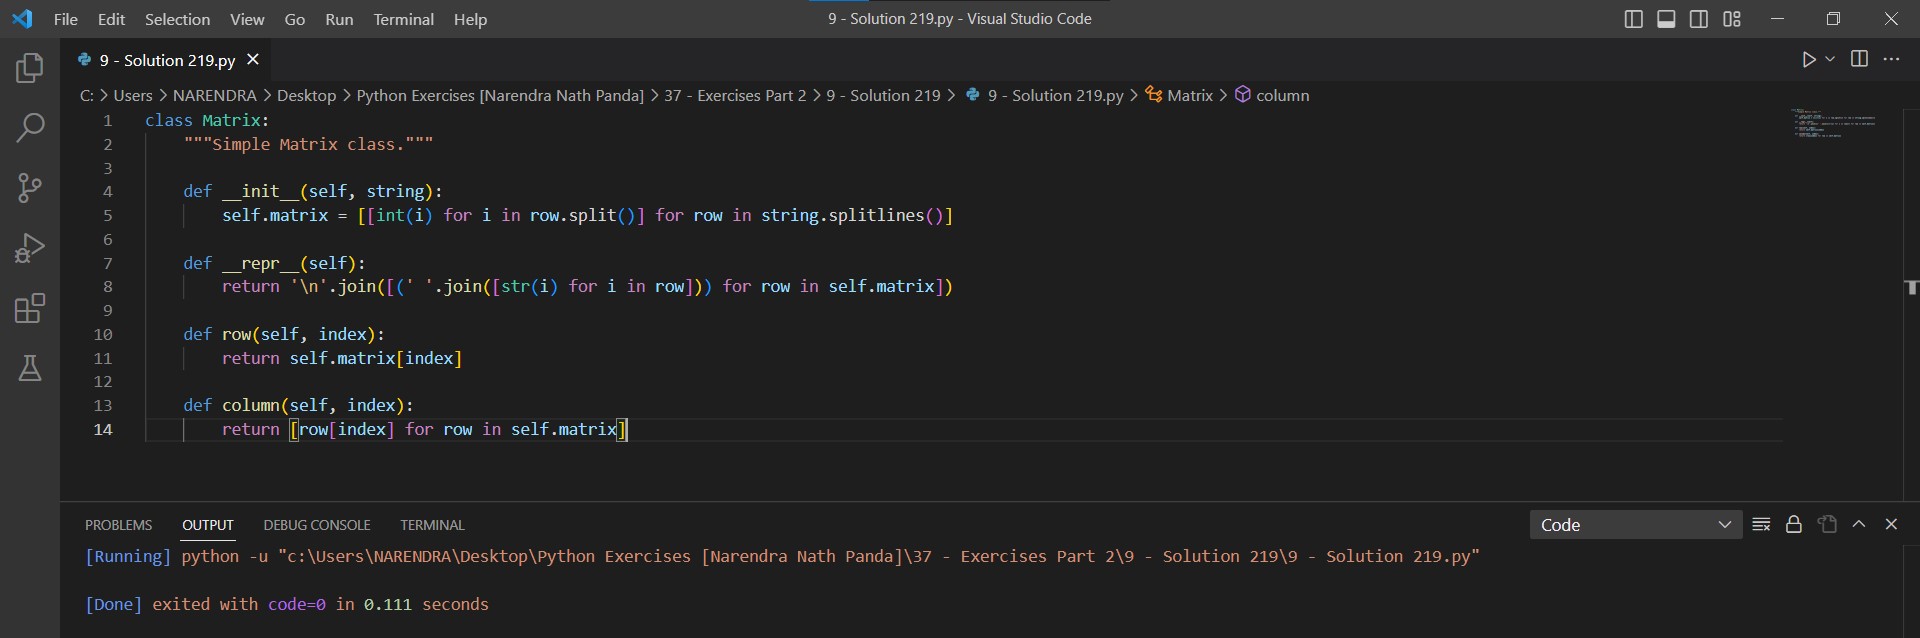 File Edit Selection View Go Run Terminal Help 9 - Solution 219.py - Visual Studio Code
9 - Solution 219.py
C: > Users > NARENDRA > Desktop > Python Exercises [Narendra Nath Panda] > 37 - Exercises Part 2 > 9 - Solution 219 > 9 - Solution 219.py > Matrix > column
1 class Matrix:
2     """Simple Matrix class."""
3
4     def __init__(self, string):
5         self.matrix = [[int(i) for i in row.split()] for row in string.splitlines()]
6
7     def __repr__(self):
8         return '\n'.join([(' '.join([str(i) for i in row])) for row in self.matrix])
9
10     def row(self, index):
11         return self.matrix[index]
12
13     def column(self, index):
14         return [row[index] for row in self.matrix]
PROBLEMS OUTPUT DEBUG CONSOLE TERMINAL Code
[Running] python -u "c:\Users\NARENDRA\Desktop\Python Exercises [Narendra Nath Panda]\37 - Exercises Part 2\9 - Solution 219\9 - Solution 219.py"
[Done] exited with code=0 in 0.111 seconds